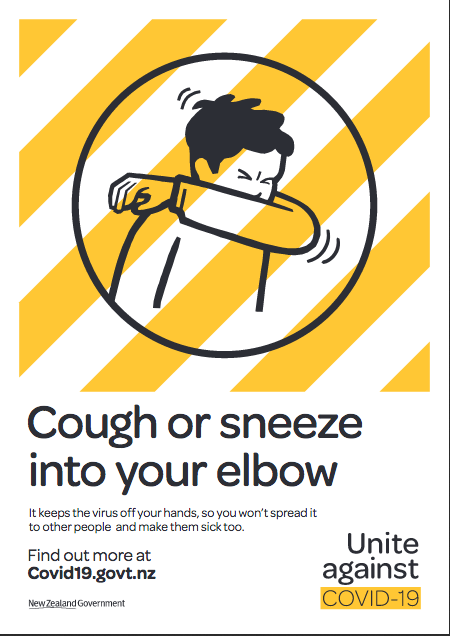 Cough or sneeze
into your elbow
It keeps the virus off your hands, so you won't spread it
to other people and make them sick too.
Find out more at
Covid19.govt.nz
New Zealand Government
Unite
against
COVID-19